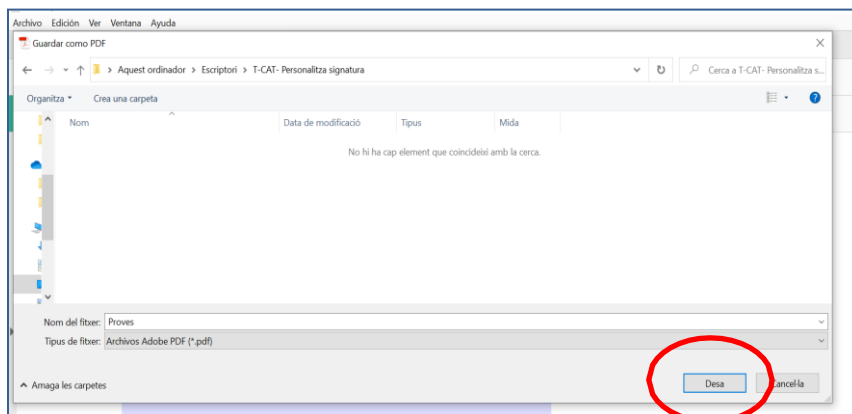 Archivo Edición Ver Ventana Ayuda
Guardar como PDF
> Aquest ordinador > Escriptori > T-CAT- Personalitza signatura
Cerca a T-CAT- Personalitza s...
Organitza Crea una carpeta
Nom Data de modificació Tipus Mida
No hi ha cap element que coincideixi amb la cerca.
Nom del fitxer: Proves
Tipus de fitxer: Archivos Adobe PDF (*.pdf)
Amaga les carpetes Desa Cancel·la